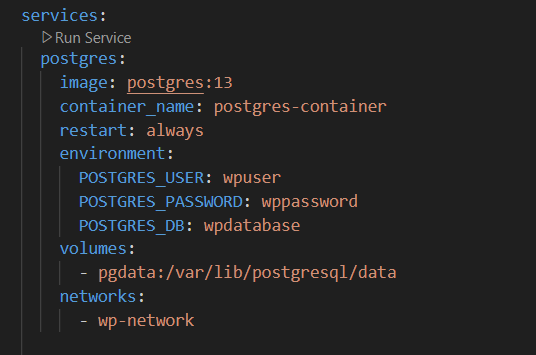 services:
▷Run Service
postgres:
image: postgres:13
container_name: postgres-container
restart: always
environment:
POSTGRES_USER: wpuser
POSTGRES_PASSWORD: wppassword
POSTGRES_DB: wpdatabase
volumes:
- pgdata:/var/lib/postgresql/data
networks:
- wp-network